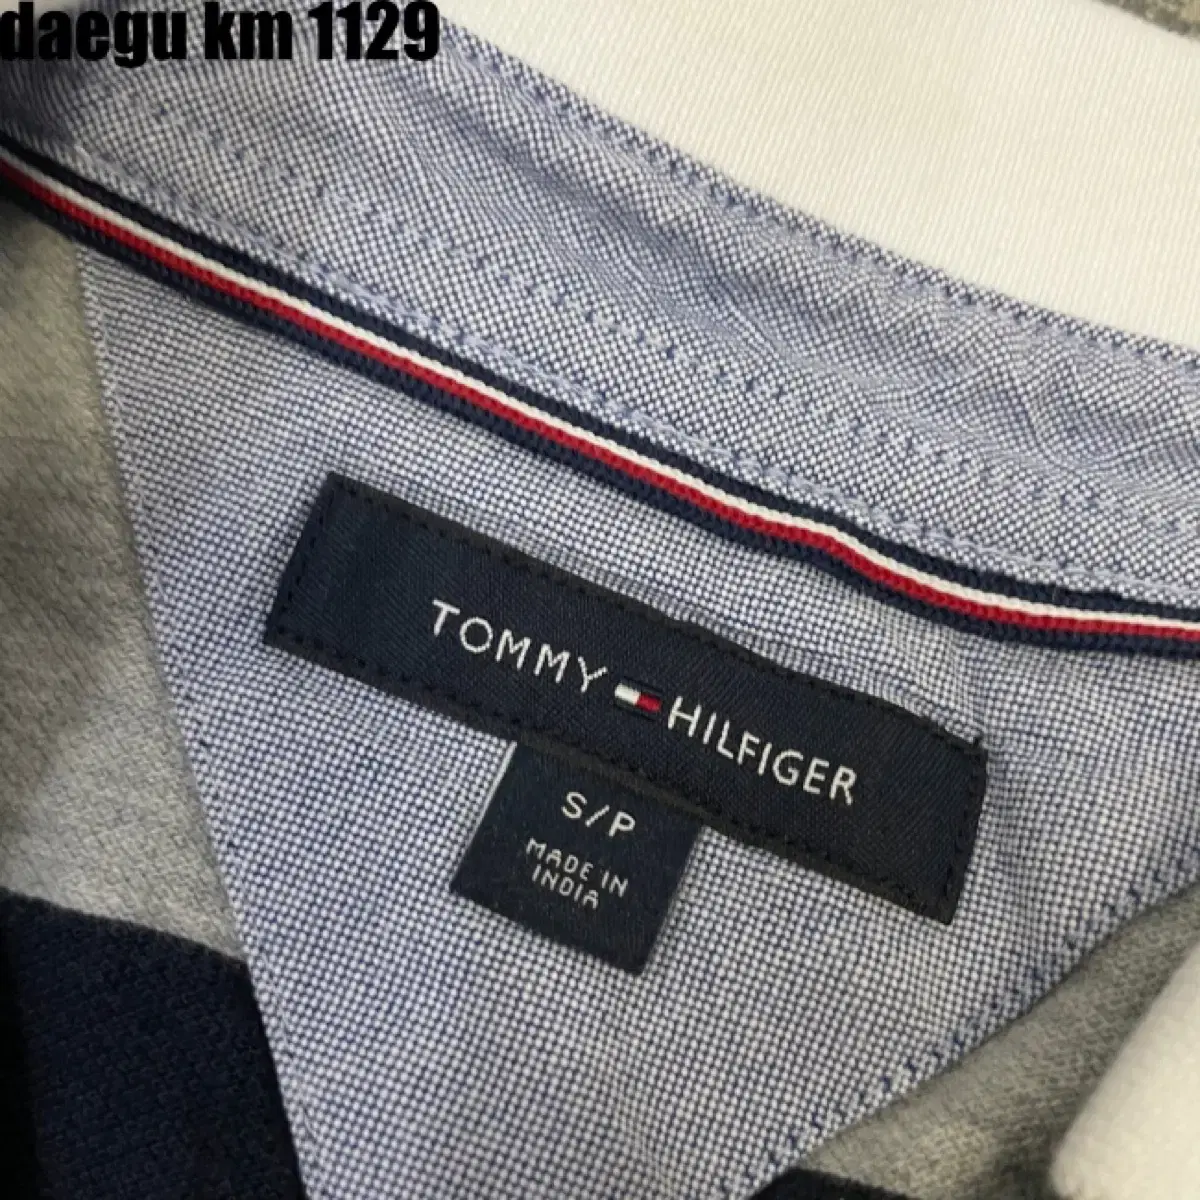 daegu km 1129
TOMMY HILFIGER
S/P
MADE IN
INDIA